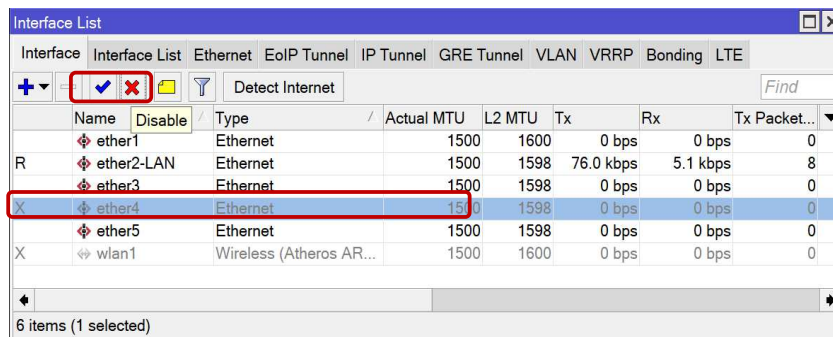 Interface List
Interface Interface List Ethernet EoIP Tunnel IP Tunnel GRE Tunnel VLAN VRRP Bonding LTE
Detect Internet Find
Name Type Actual MTU L2 MTU Tx Rx Tx Packet...
Disable
ether1 Ethernet 1500 1600 0 bps 0 bps 0
R ether2-LAN Ethernet 1500 1598 76.0 kbps 5.1 kbps 8
ether3 Ethernet 1500 1598 0 bps 0 bps 0
X ether4 Ethernet 1500 1598 0 bps 0 bps 0
ether5 Ethernet 1500 1598 0 bps 0 bps 0
X wlan1 Wireless (Atheros AR... 1500 1600 0 bps 0 bps 0
6 items (1 selected)